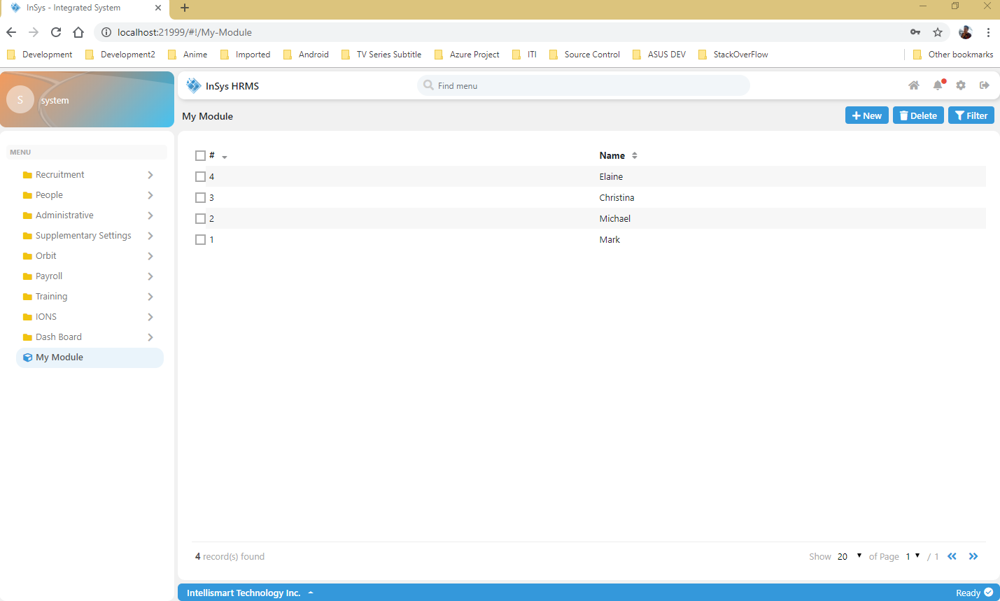 InSys - Integrated System
localhost:21999/#!/My-Module
Development Development2 Anime Imported Android TV Series Subtitle Azure Project ITI Source Control ASUS DEV StackOverFlow Other bookmarks
S system
InSys HRMS Find menu
My Module New Delete Filter
MENU
Recruitment
People
Administrative
Supplementary Settings
Orbit
Payroll
Training
IONS
Dash Board
My Module
# Name
4 Elaine
3 Christina
2 Michael
1 Mark
4 record(s) found Show 20 of Page 1 / 1
Intellismart Technology Inc. Ready